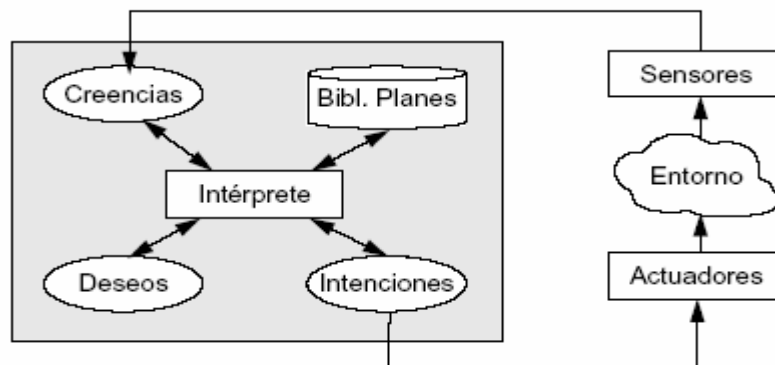 Creencias
Bibl. Planes
Intérprete
Deseos
Intenciones
Sensores
Entorno
Actuadores